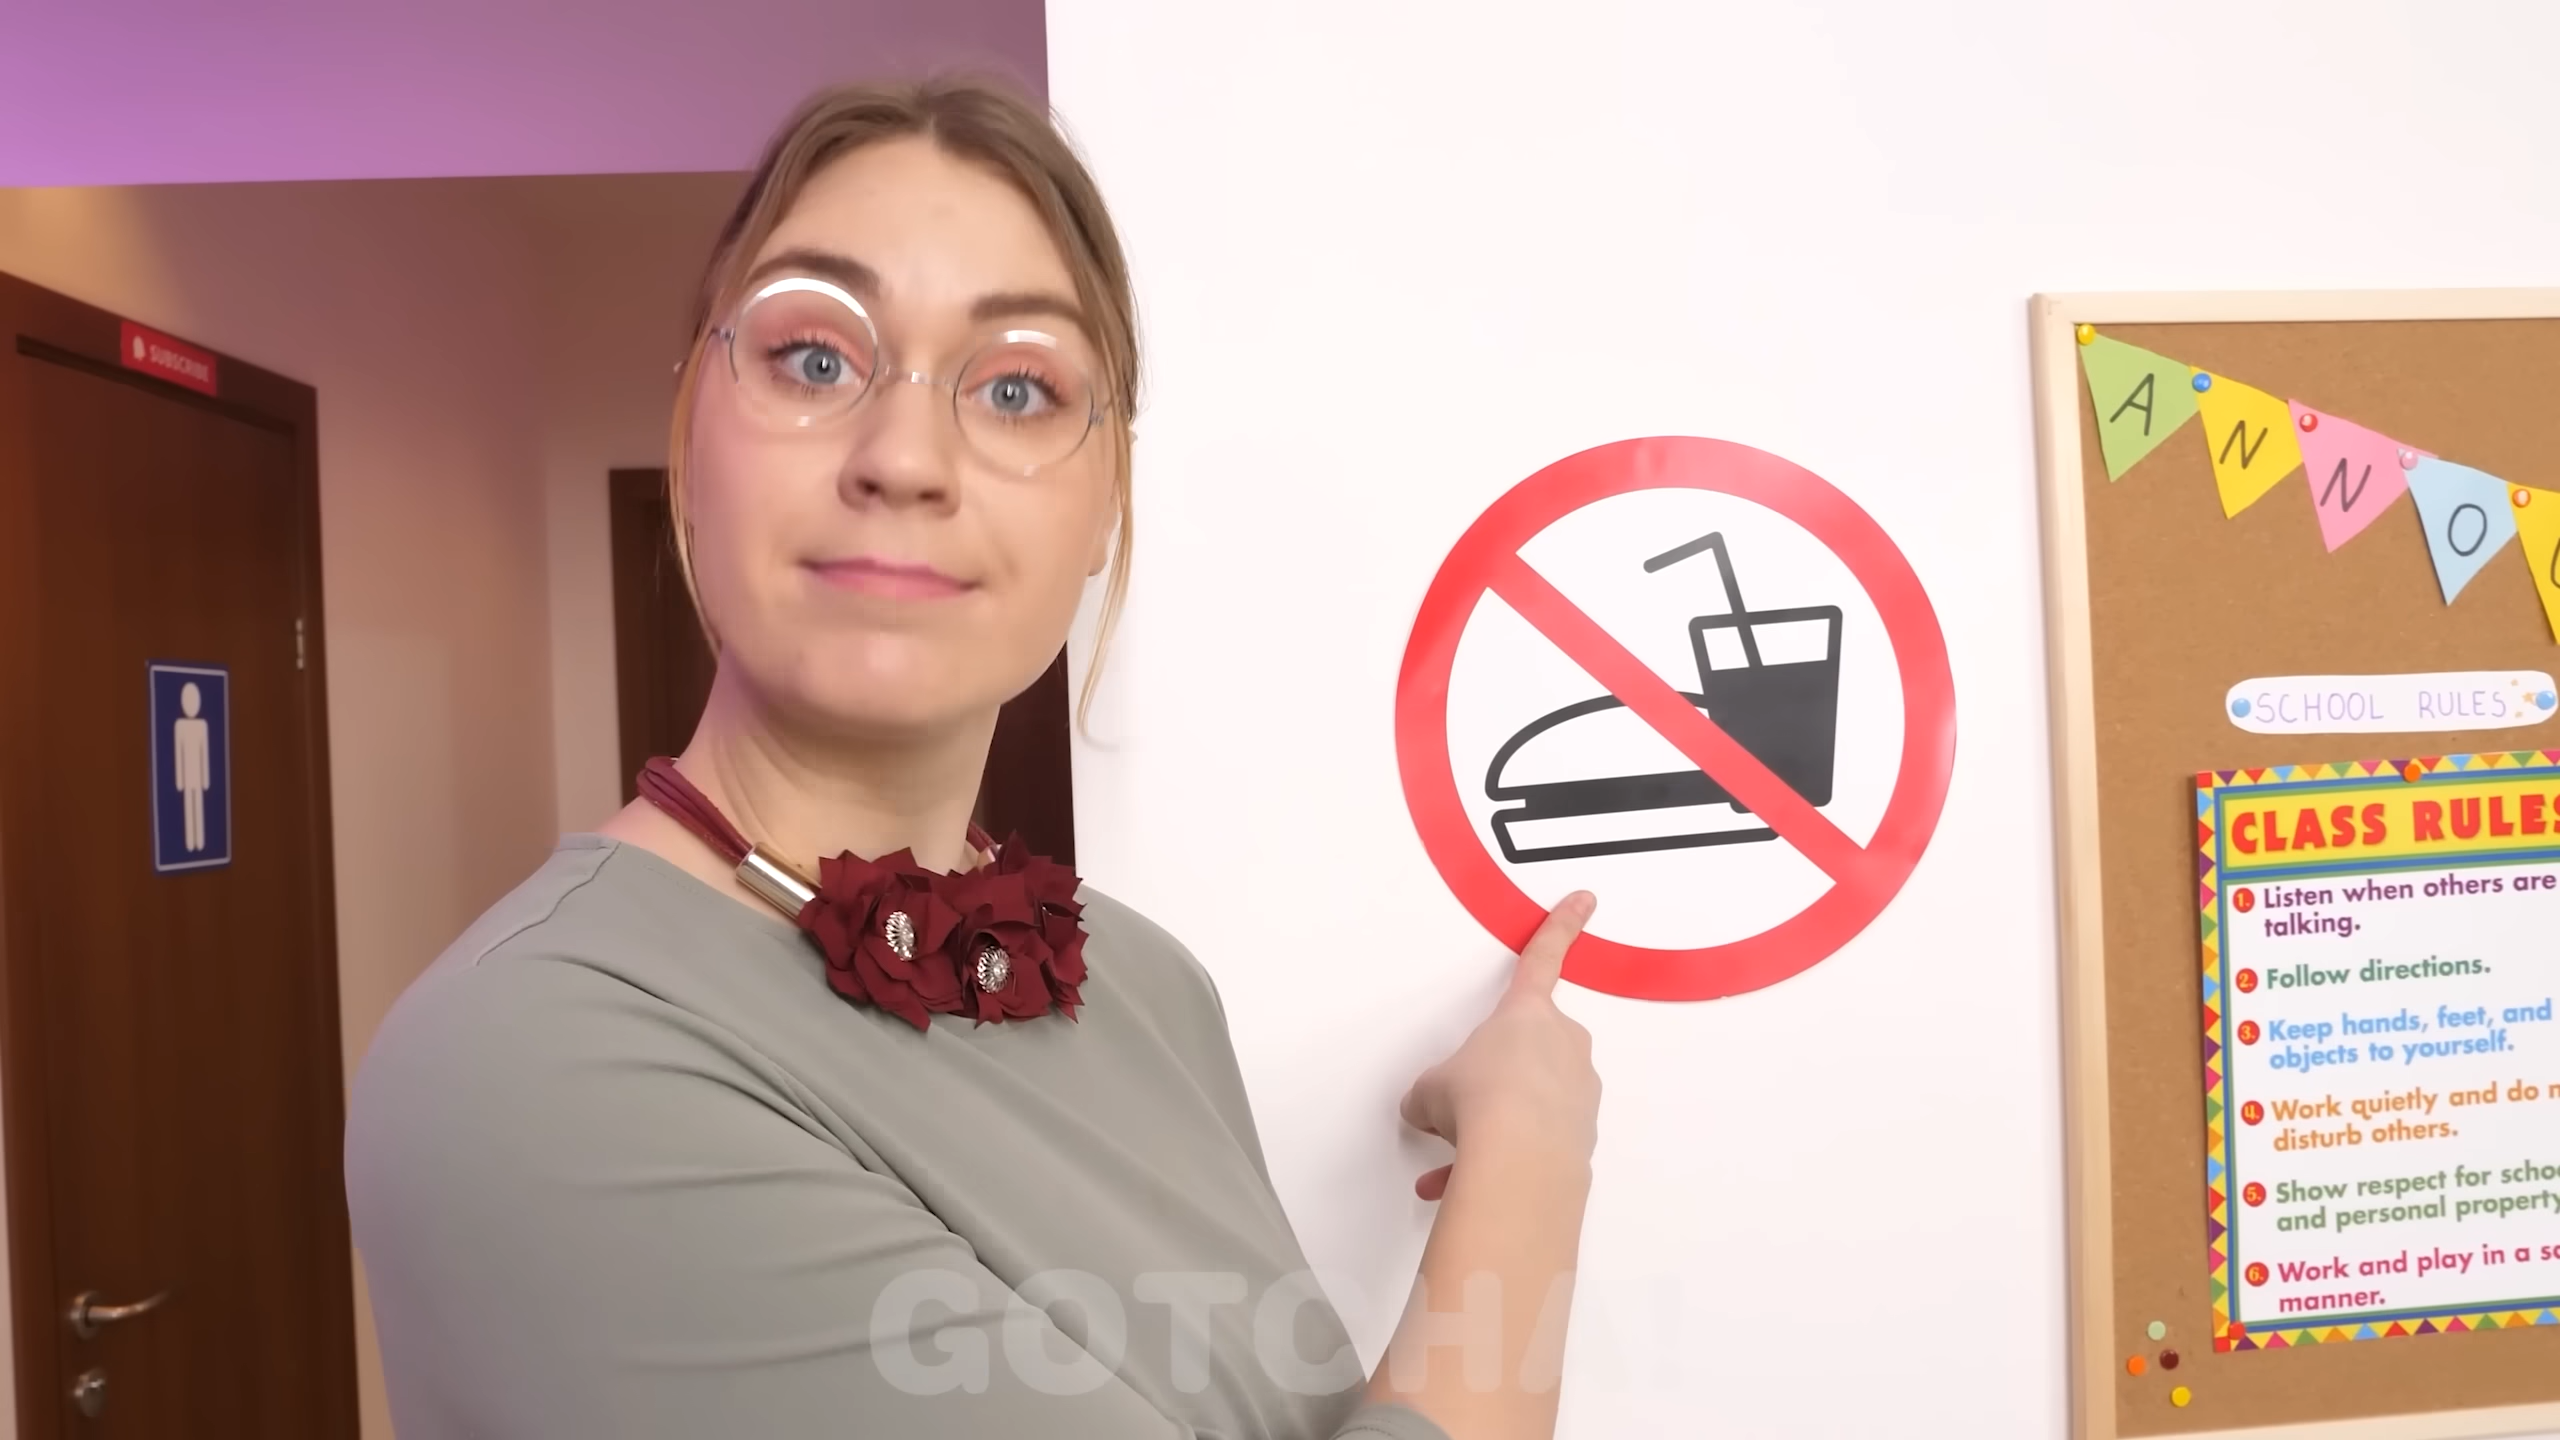 SUBSCRIBE
A N N O
SCHOOL RULES
CLASS RULES
1. Listen when others are
talking.
2. Follow directions.
3. Keep hands, feet, and
objects to yourself.
4. Work quietly and do
disturb others.
5. Show respect for
and personal property
6. Work and play in a
manner.
GOTCHA